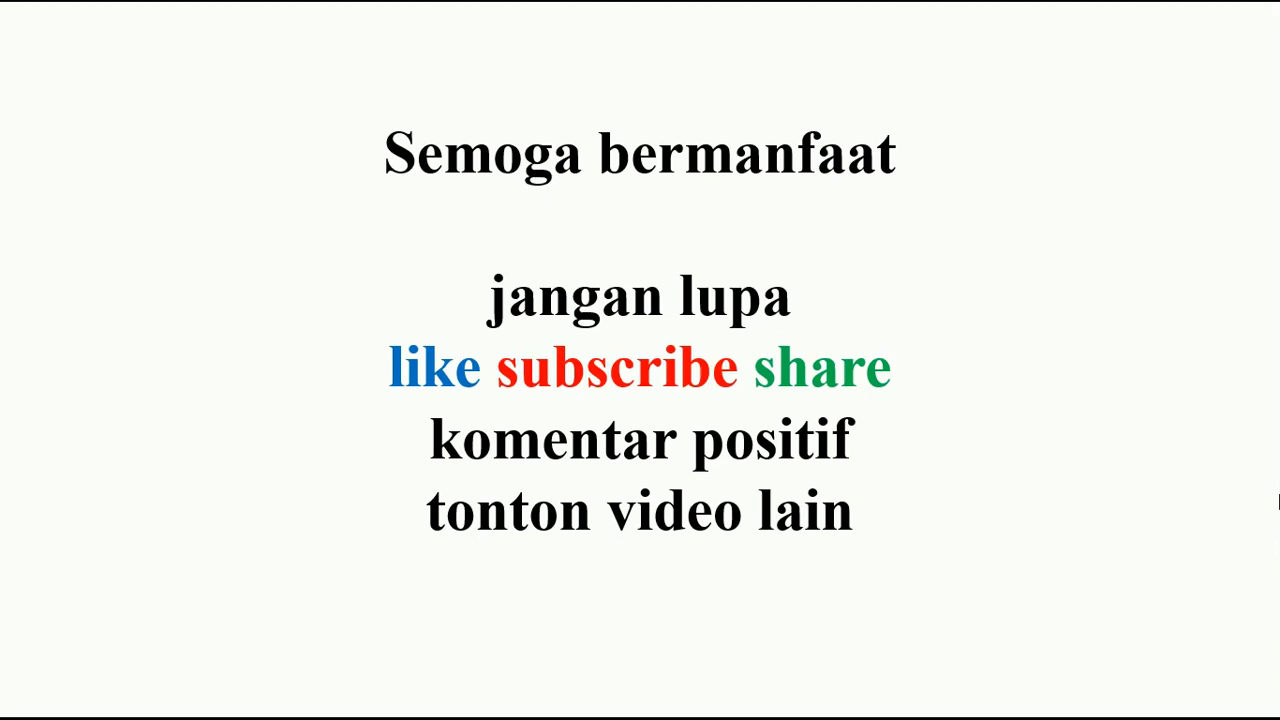 Semoga bermanfaat
jangan lupa
like subscribe share
komentar positif
tonton video lain